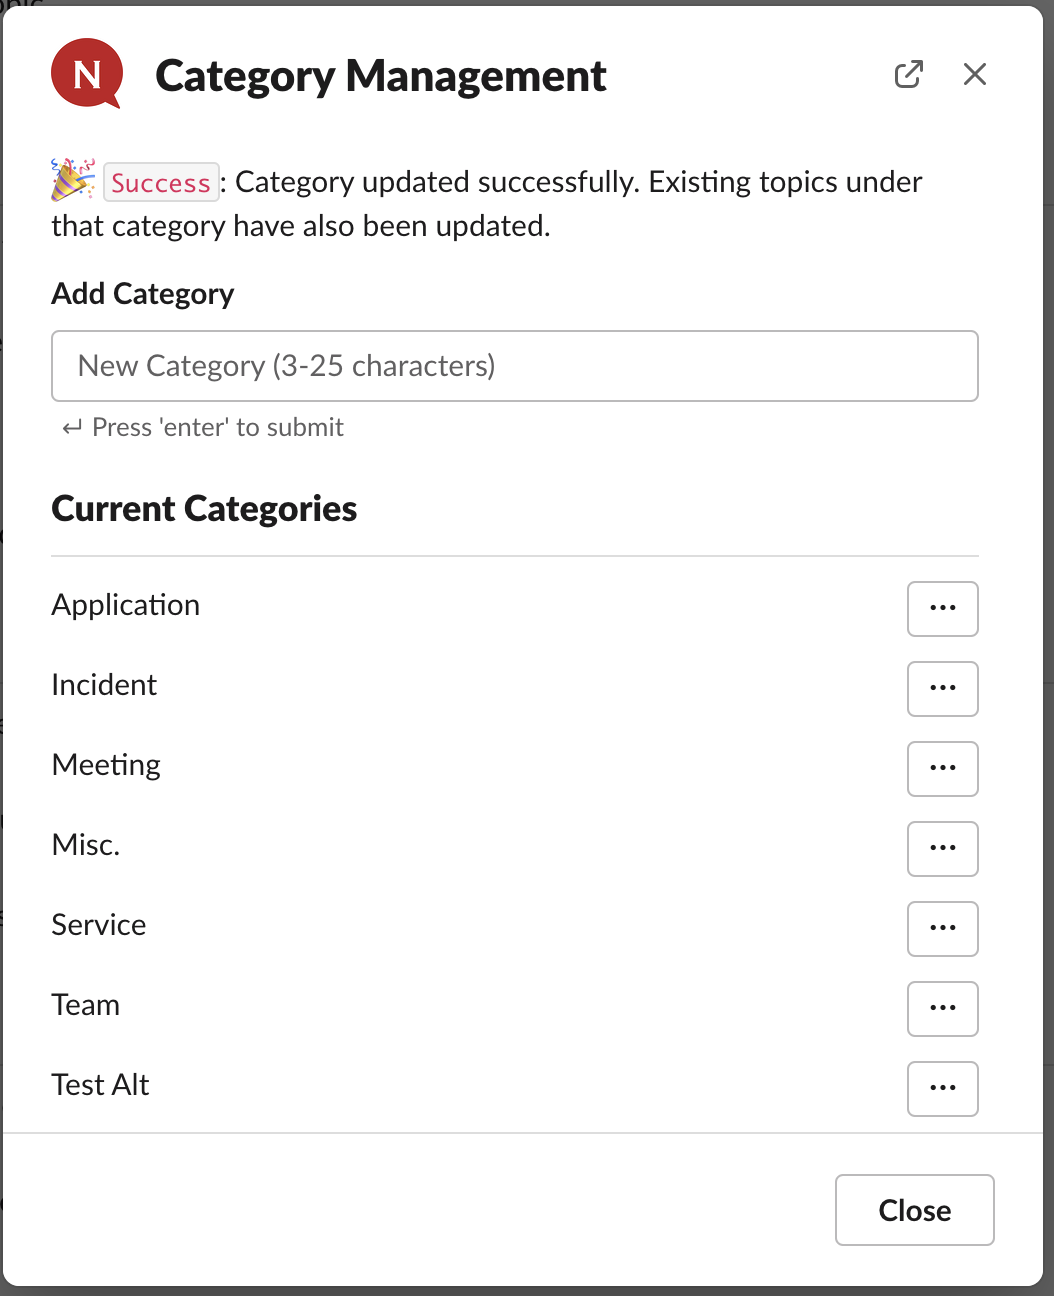 N
Category Management
Success: Category updated successfully. Existing topics under
that category have also been updated.
Add Category
New Category (3-25 characters)
↵ Press 'enter' to submit
Current Categories
Application
...
Incident
...
Meeting
...
Misc.
...
Service
...
Team
...
Test Alt
...
Close